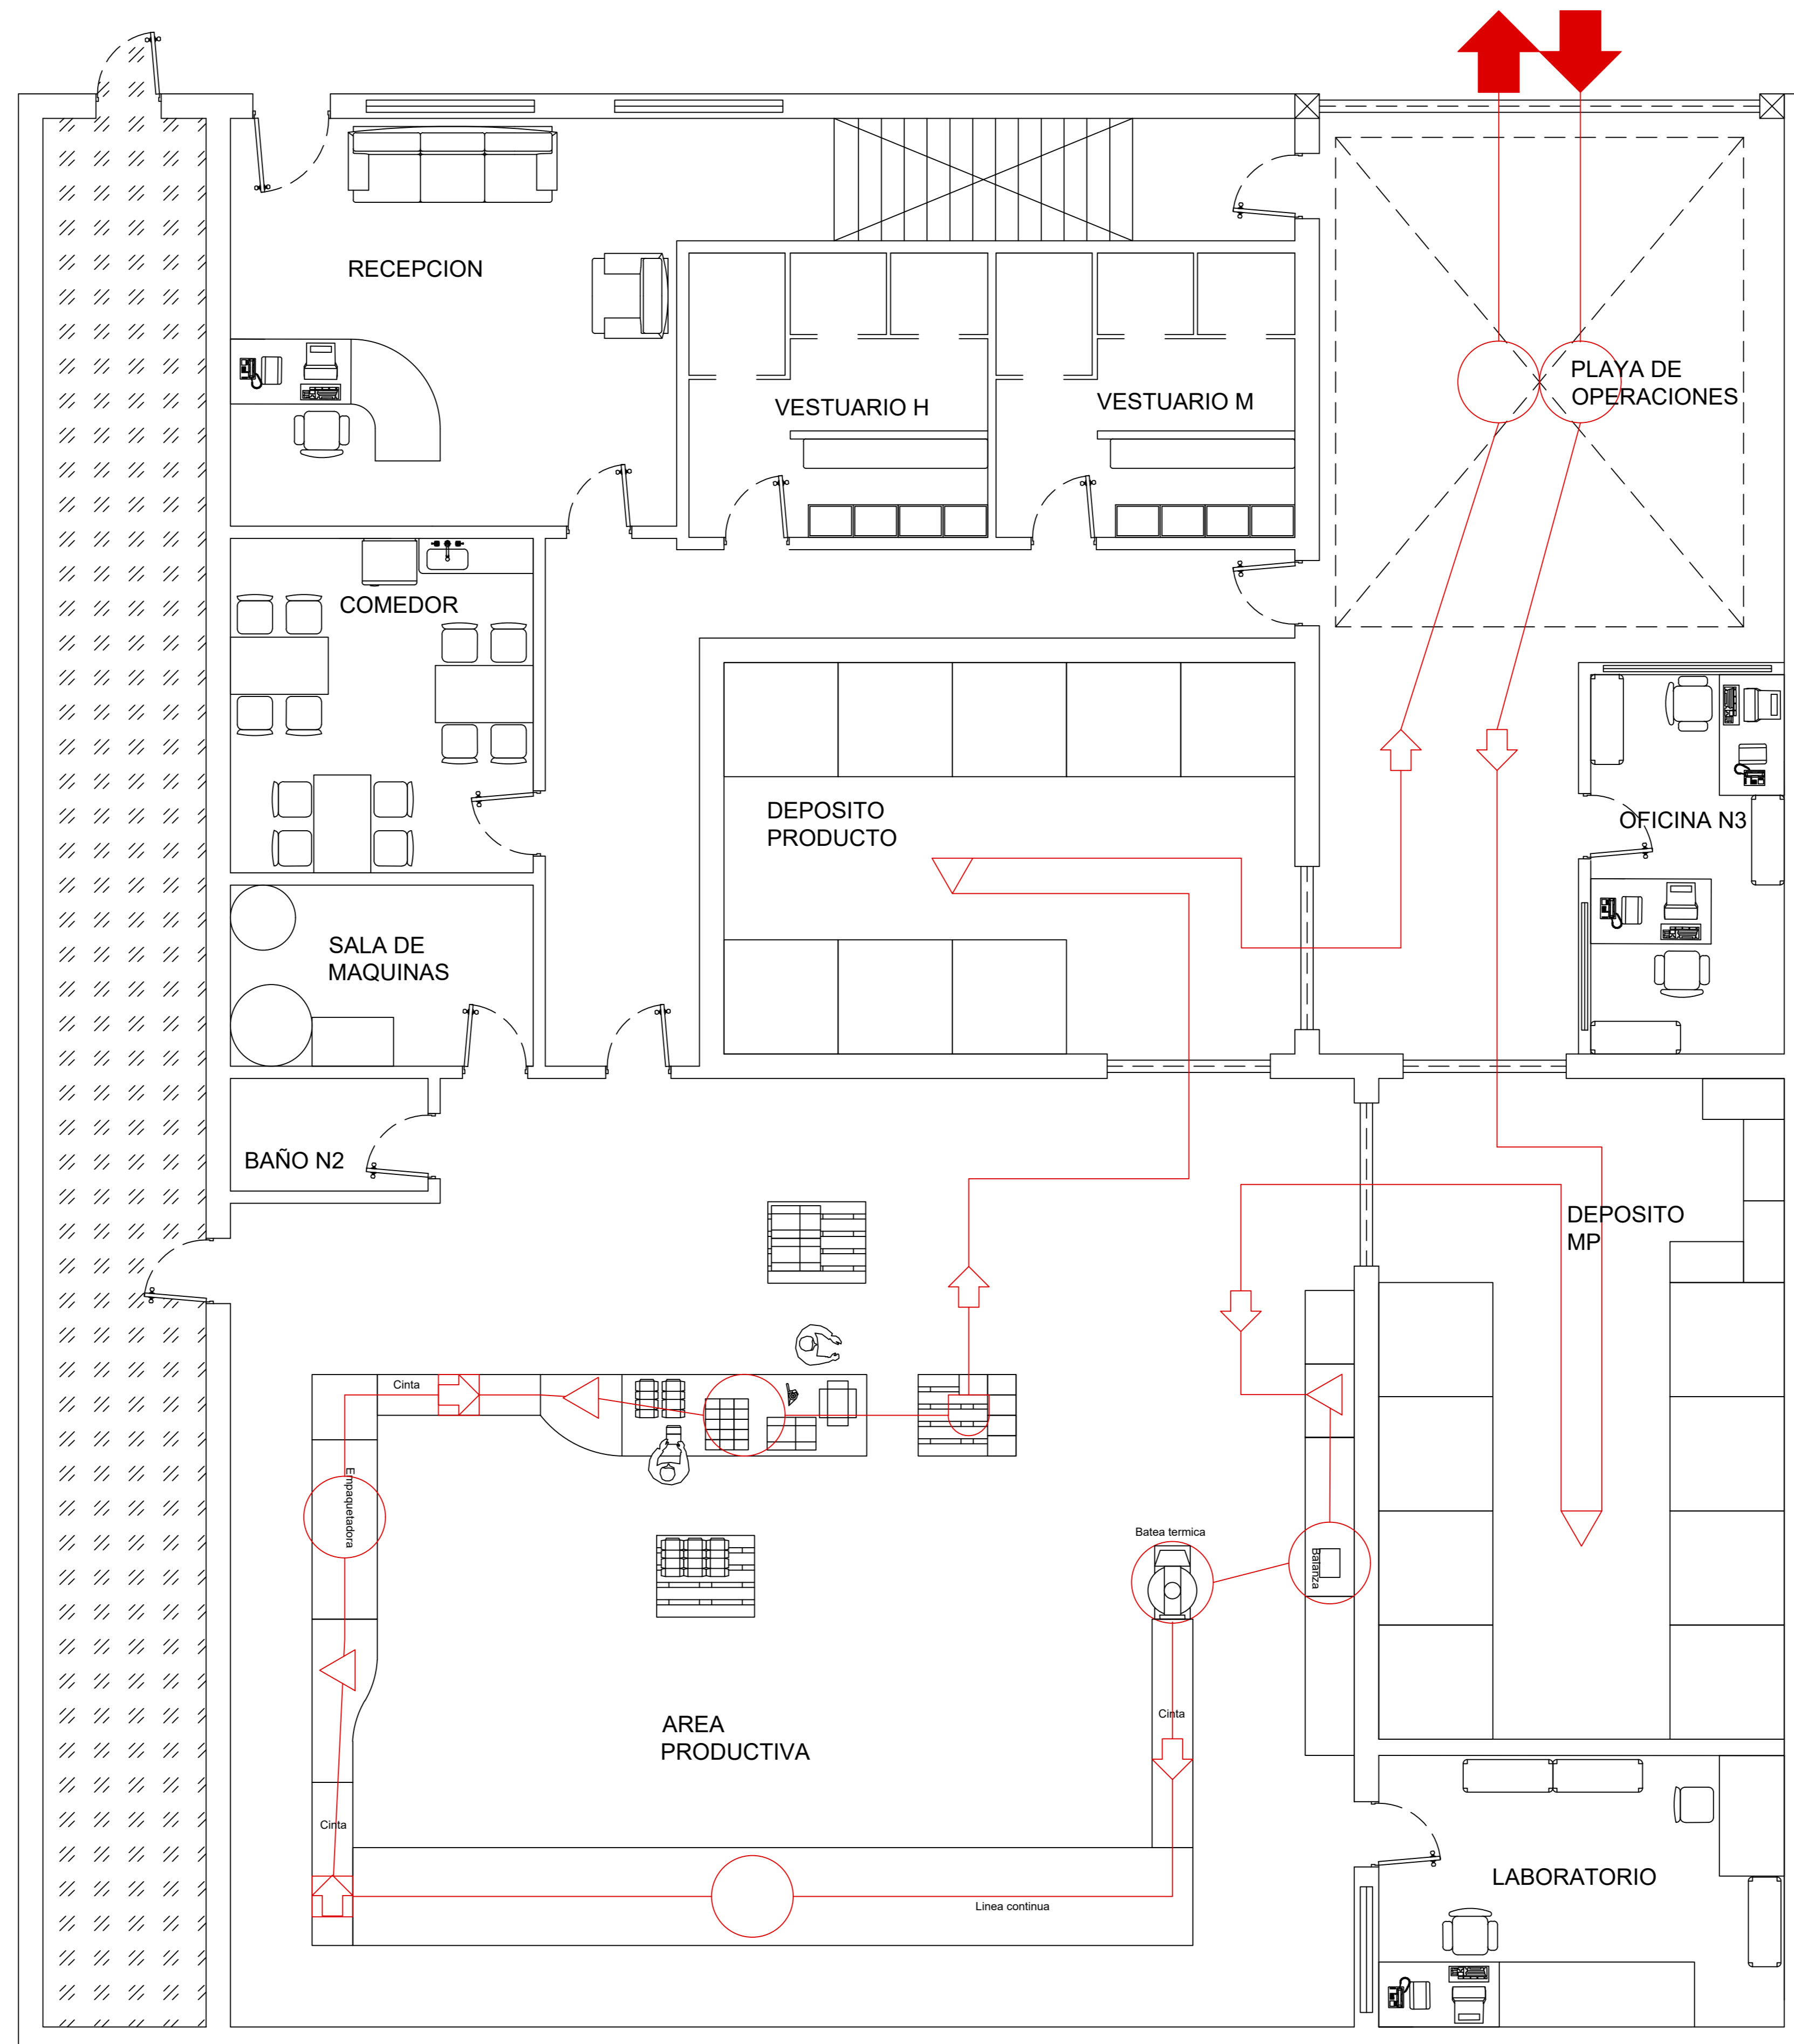 RECEPCION
PLAYA DE
OPERACIONES
VESTUARIO H
VESTUARIO M
COMEDOR
DEPOSITO
PRODUCTO
OFICINA N3
SALA DE
MAQUINAS
BAÑO N2
DEPOSITO
MP
Cinta
Empaquetadora
Batea termica
Balanza
Cinta
AREA
PRODUCTIVA
Cinta
LABORATORIO
Linea continua